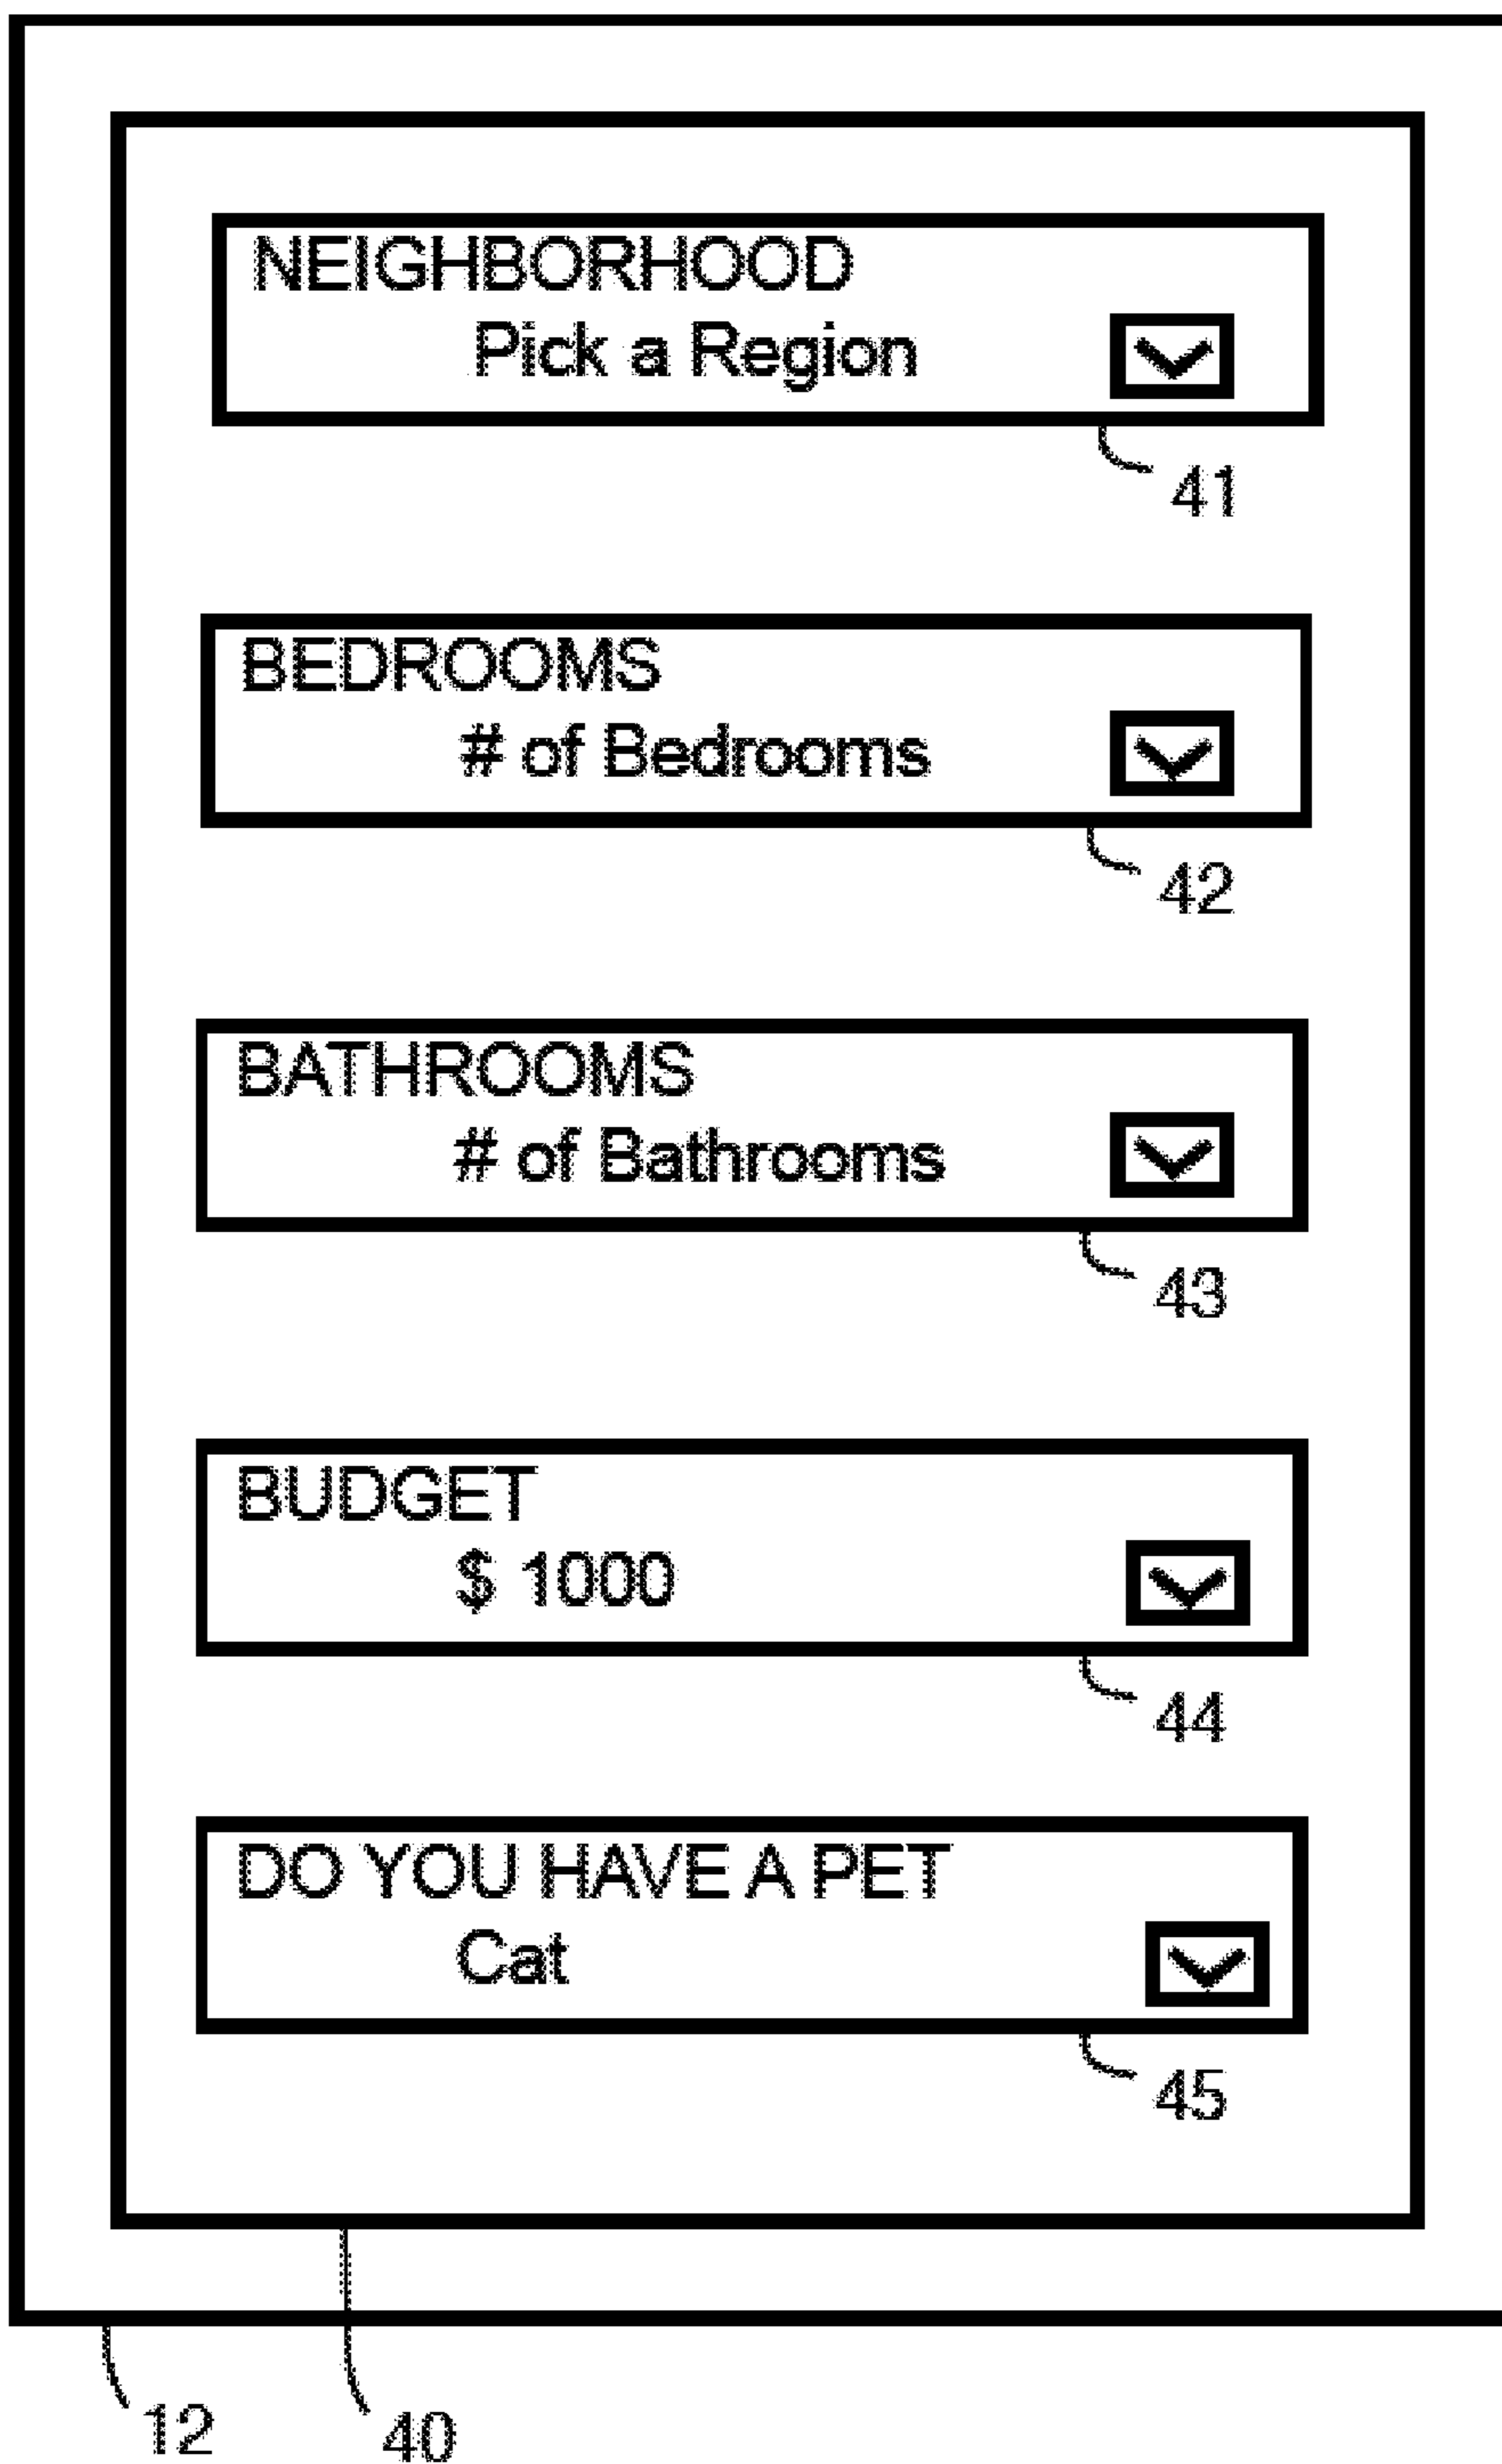 NEIGHBORHOOD
Pick a Region
41
BEDROOMS
# of Bedrooms
42
BATHROOMS
# of Bathrooms
43
BUDGET
$ 1000
44
DO YOU HAVE A PET
Cat
45
12
40